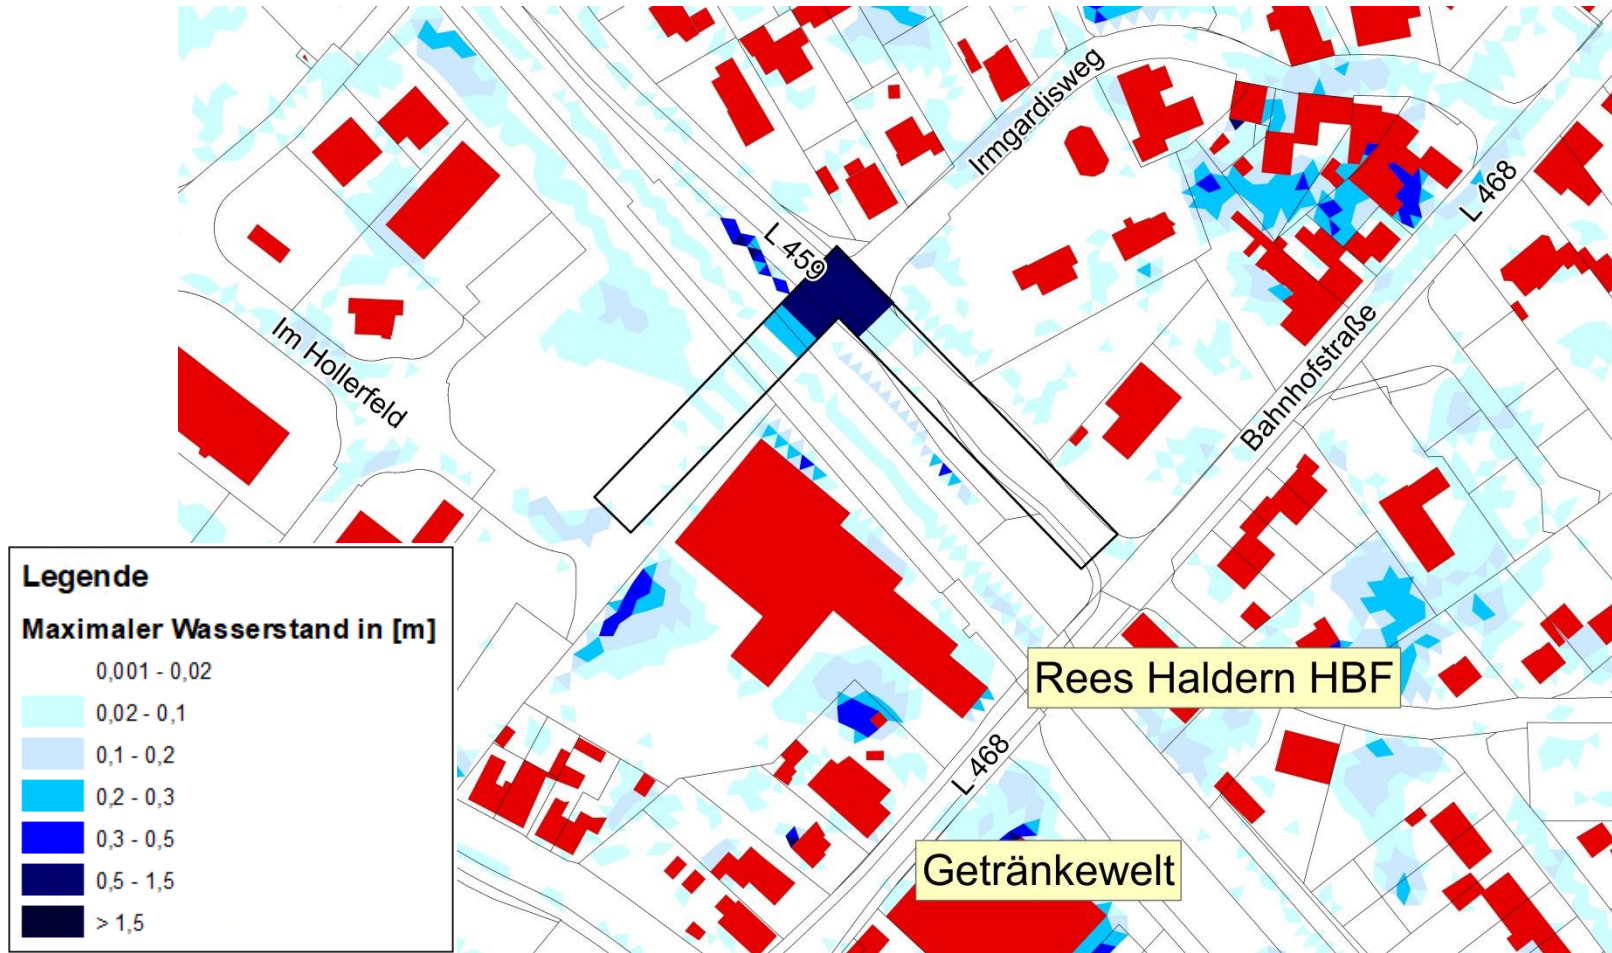 Irmgardisweg
L 468
L 459
Im Hollerfeld
Bahnhofstraße
Rees Haldern HBF
L 468
Getränkewelt
Legende
Maximaler Wasserstand in [m]
0,001 - 0,02
0,02 - 0,1
0,1 - 0,2
0,2 - 0,3
0,3 - 0,5
0,5 - 1,5
> 1,5